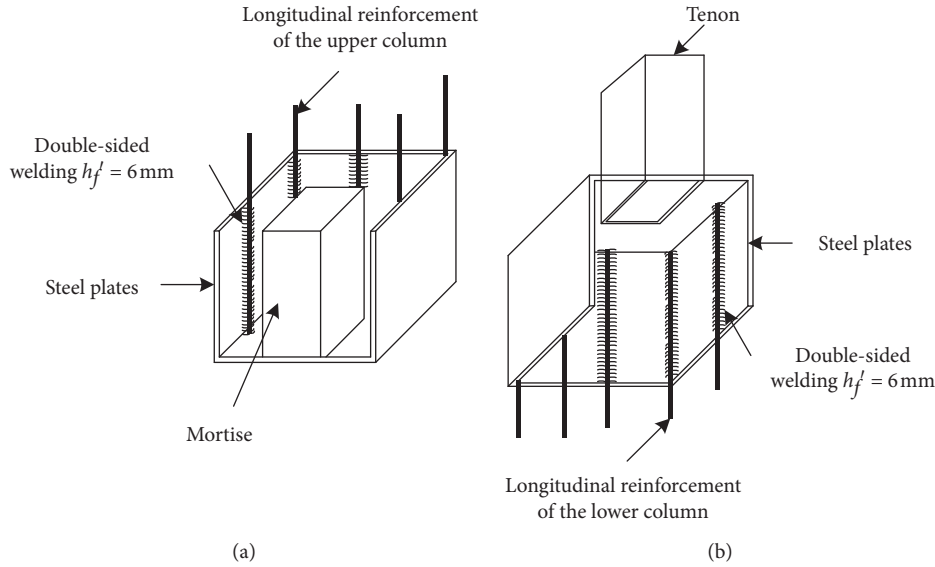 Longitudinal reinforcement
of the upper column
Double-sided
welding h_f^l = 6 mm
Steel plates
Mortise
(a)
Tenon
Steel plates
Double-sided
welding h_f^l = 6 mm
Longitudinal reinforcement
of the lower column
(b)